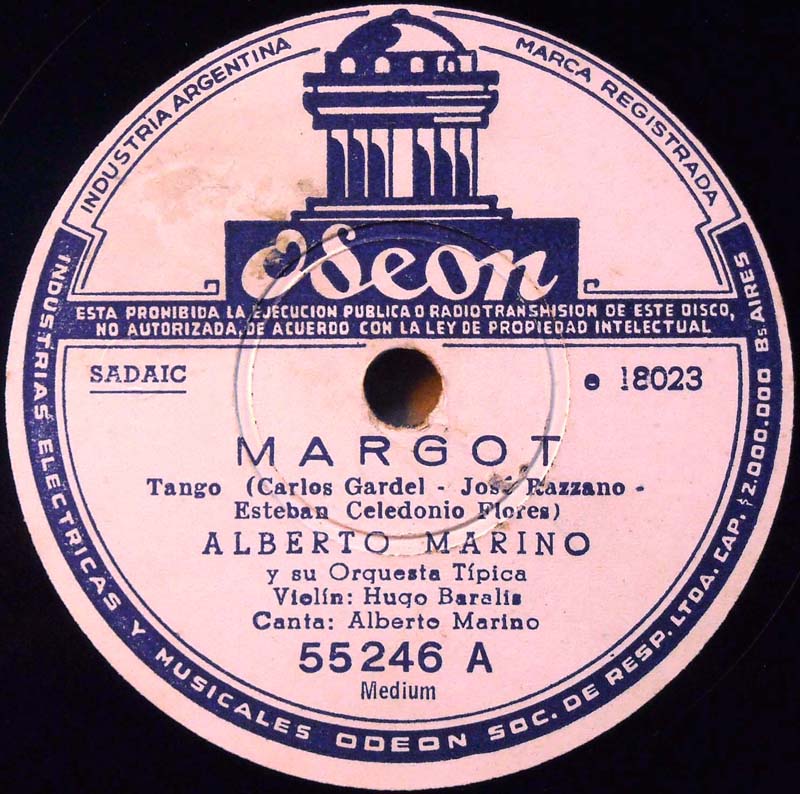 INDUSTRIA ARGENTINA
MARCA REGISTRADA
Odeon
ESTA PROHIBIDA LA EJECUCION PUBLICA O RADIOTRANSMISION DE ESTE DISCO,
NO AUTORIZADA, DE ACUERDO CON LA LEY DE PROPIEDAD INTELECTUAL
SADAIC
e 18023
MARGOT
Tango (Carlos Gardel - José Razzano -
Esteban Celedonio Flores)
ALBERTO MARINO
y su Orquesta Típica
Violín: Hugo Baralis
Canta: Alberto Marino
55246 A
Medium
INDUSTRIAS ELECTRICAS Y MUSICALES ODEON SOC. DE RESP. LTDA. CAP. $ 2.000.000 Bs AIRES